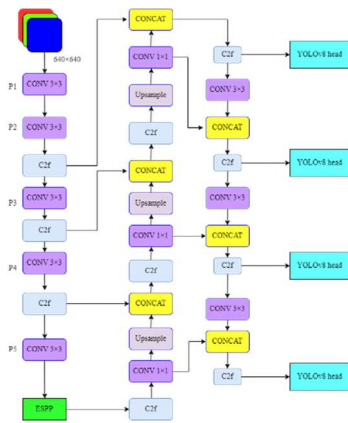 640×640
P1
CONV 3×3
P2
CONV 3×3
C2f
P3
CONV 3×3
C2f
P4
CONV 3×3
C2f
P5
CONV 3×3
ESPP
CONCAT
CONV 1×1
Upsample
C2f
CONCAT
Upsample
CONV 1×1
C2f
CONCAT
Upsample
CONV 1×1
C2f
C2f
CONV 3×3
CONCAT
C2f
CONV 3×3
CONCAT
C2f
CONV 3×3
CONCAT
C2f
YOLOv8 head
YOLOv8 head
YOLOv8 head
YOLOv8 head